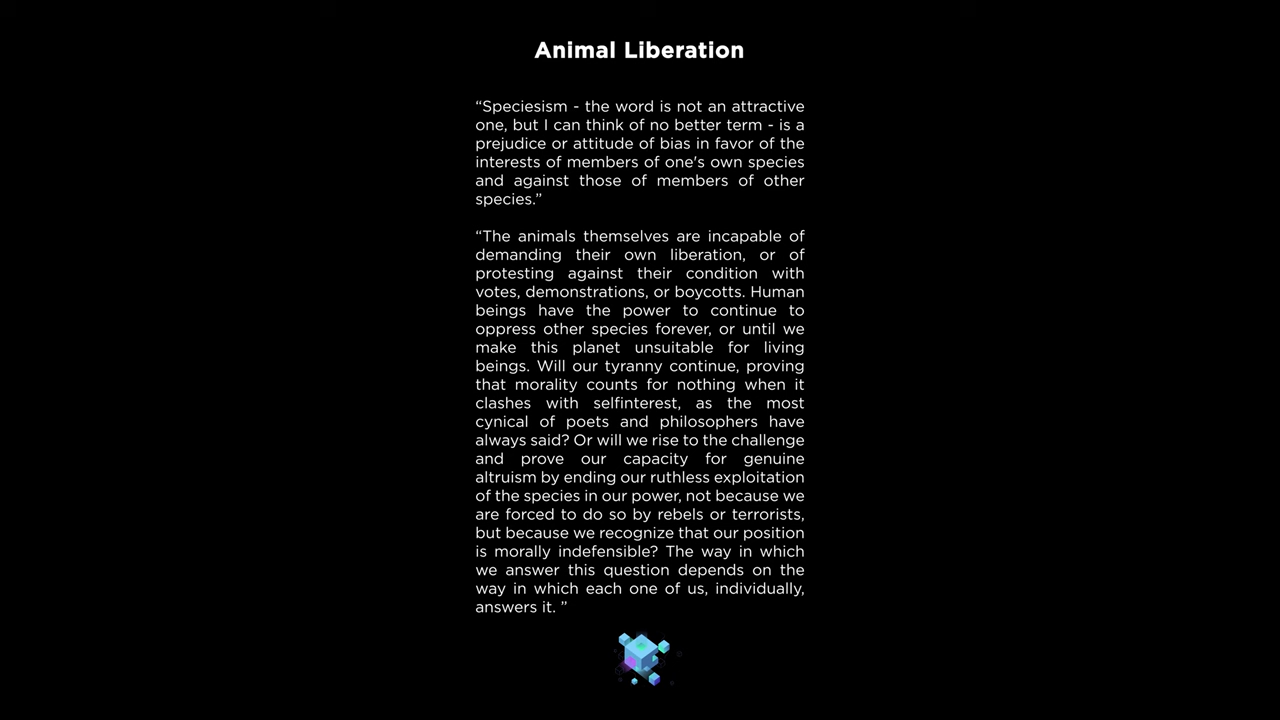 Animal Liberation
“Speciesism - the word is not an attractive
one, but I can think of no better term - is a
prejudice or attitude of bias in favor of the
interests of members of one's own species
and against those of members of other
species.”
“The animals themselves are incapable of
demanding their own liberation, or of
protesting against their condition with
votes, demonstrations, or boycotts. Human
beings have the power to continue to
oppress other species forever, or until we
make this planet unsuitable for living
beings. Will our tyranny continue, proving
that morality counts for nothing when it
clashes with selfinterest, as the most
cynical of poets and philosophers have
always said? Or will we rise to the challenge
and prove our capacity for genuine
altruism by ending our ruthless exploitation
of the species in our power, not because we
are forced to do so by rebels or terrorists,
but because we recognize that our position
is morally indefensible? The way in which
we answer this question depends on the
way in which each one of us, individually,
answers it. ”